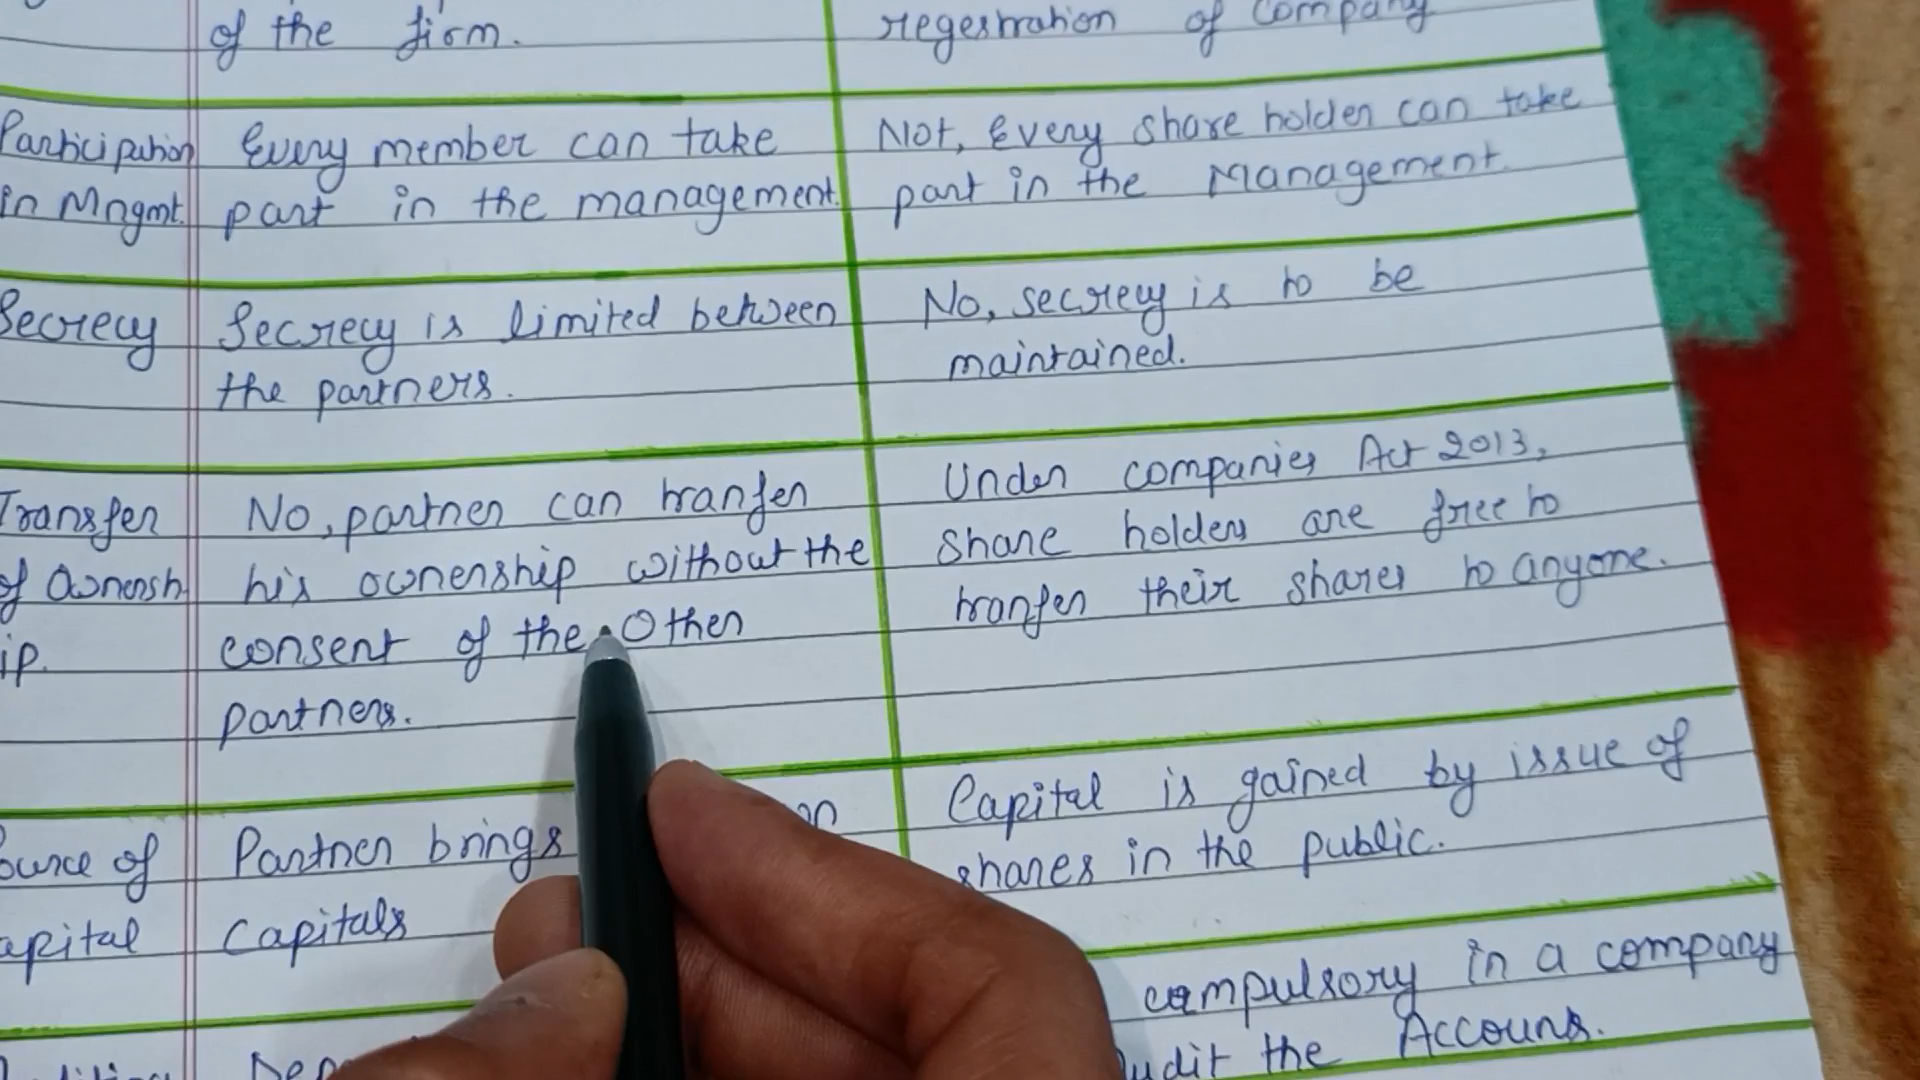 of the firm.
regestration of company
Participation
in Mngmt.
Every member can take
part in the management.
Not, Every share holder can take
part in the Management.
Secrecy
Secrecy is limited between
the partners.
No, secrecy is to be
maintained.
Transfer
of Ownersh
ip.
No, partner can tranfer
his ownership without the
consent of the Other
partners.
Under companies Act 2013,
share holders are free to
tranfer their shares to anyone.
ource of
apital
Partner brings
Capitals
Capital is gained by issue of
shares in the public.
compulsory in a company
udit the Accouns.